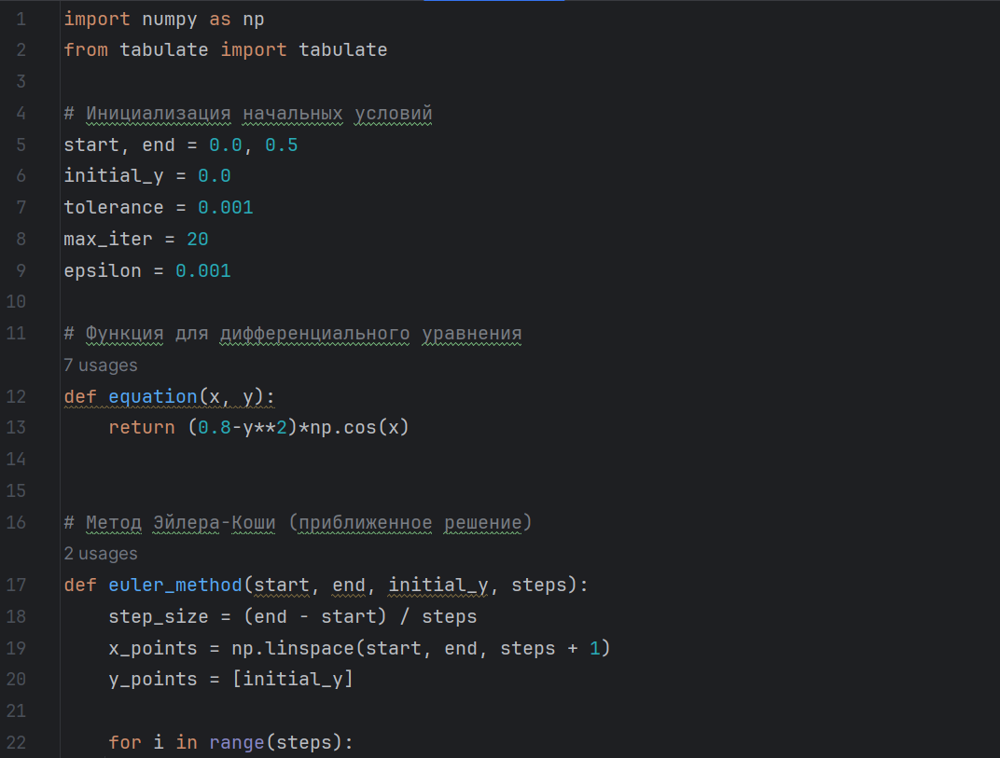 1 import numpy as np
2 from tabulate import tabulate
3
4 # Инициализация начальных условий
5 start, end = 0.0, 0.5
6 initial_y = 0.0
7 tolerance = 0.001
8 max_iter = 20
9 epsilon = 0.001
10
11 # Функция для дифференциального уравнения
7 usages
12 def equation(x, y):
13     return (0.8-y**2)*np.cos(x)
14
15
16 # Метод Эйлера-Коши (приближенное решение)
2 usages
17 def euler_method(start, end, initial_y, steps):
18     step_size = (end - start) / steps
19     x_points = np.linspace(start, end, steps + 1)
20     y_points = [initial_y]
21
22     for i in range(steps):